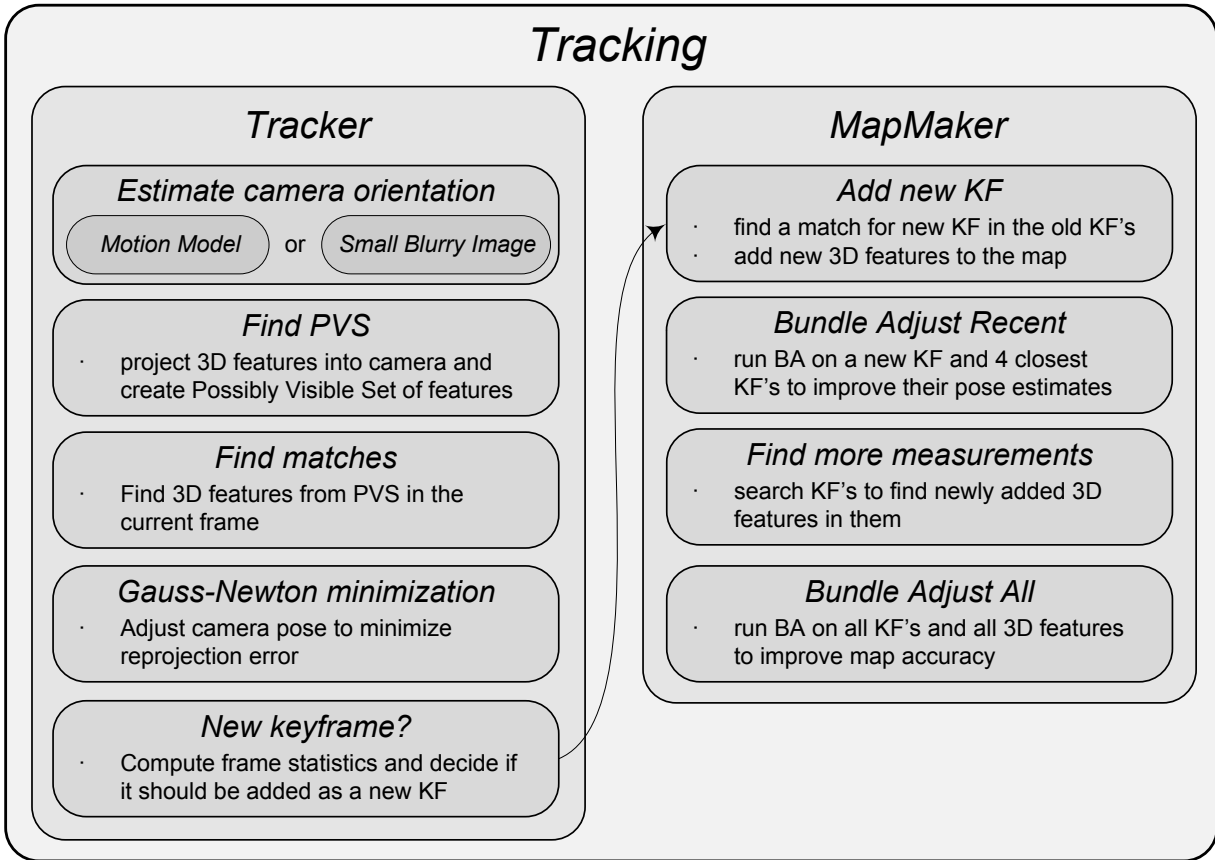 Tracking
Tracker
Estimate camera orientation
Motion Model or Small Blurry Image
Find PVS
· project 3D features into camera and
create Possibly Visible Set of features
Find matches
· Find 3D features from PVS in the
current frame
Gauss-Newton minimization
· Adjust camera pose to minimize
reprojection error
New keyframe?
· Compute frame statistics and decide if
it should be added as a new KF
MapMaker
Add new KF
· find a match for new KF in the old KF's
· add new 3D features to the map
Bundle Adjust Recent
· run BA on a new KF and 4 closest
KF's to improve their pose estimates
Find more measurements
· search KF's to find newly added 3D
features in them
Bundle Adjust All
· run BA on all KF's and all 3D features
to improve map accuracy